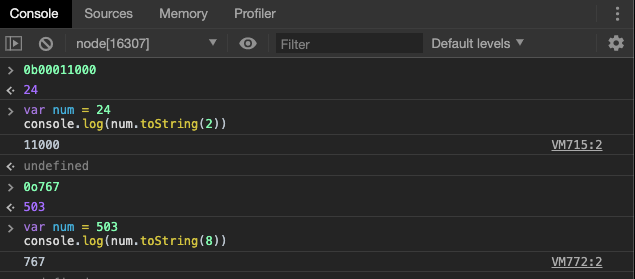 Console Sources Memory Profiler
node[16307] Filter Default levels
0b00011000
24
var num = 24
console.log(num.toString(2))
11000 VM715:2
undefined
0o767
503
var num = 503
console.log(num.toString(8))
767 VM772:2